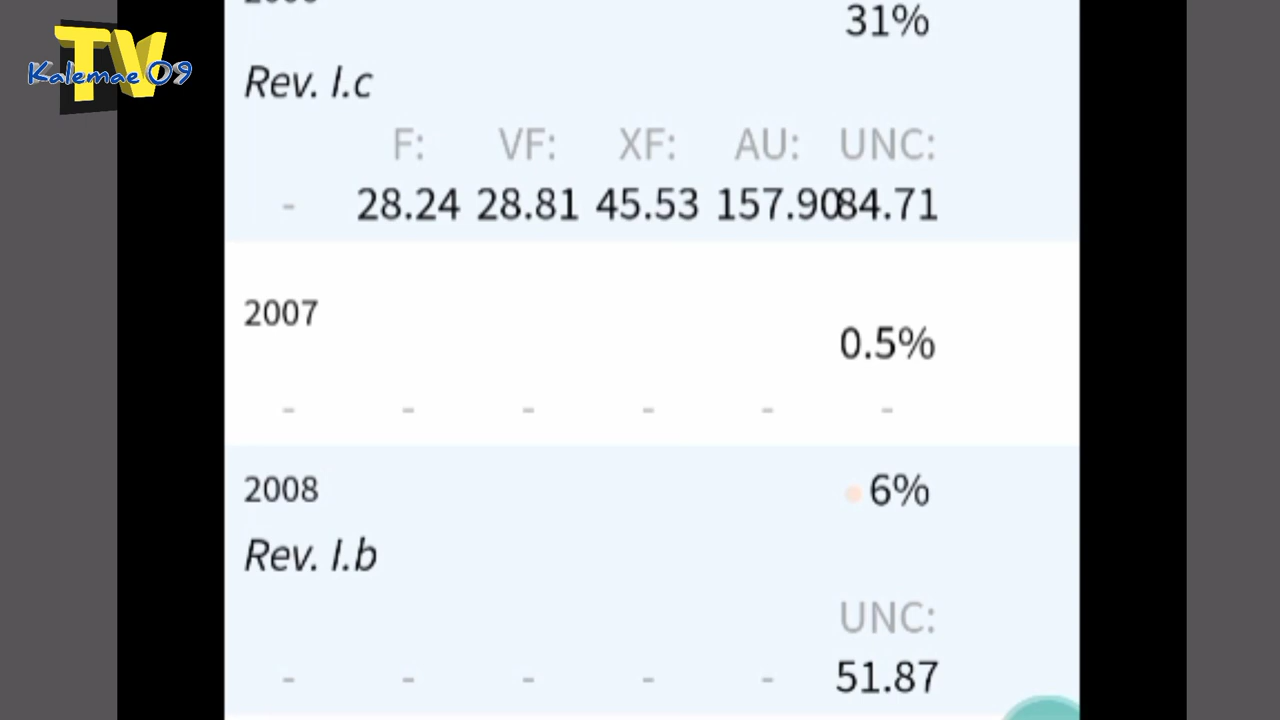 TV
Kalemae 09
31%
Rev. I.c
F: VF: XF: AU: UNC:
- 28.24 28.81 45.53 157.90 84.71
2007
0.5%
- - - - - -
2008
6%
Rev. I.b
UNC:
- - - - - 51.87